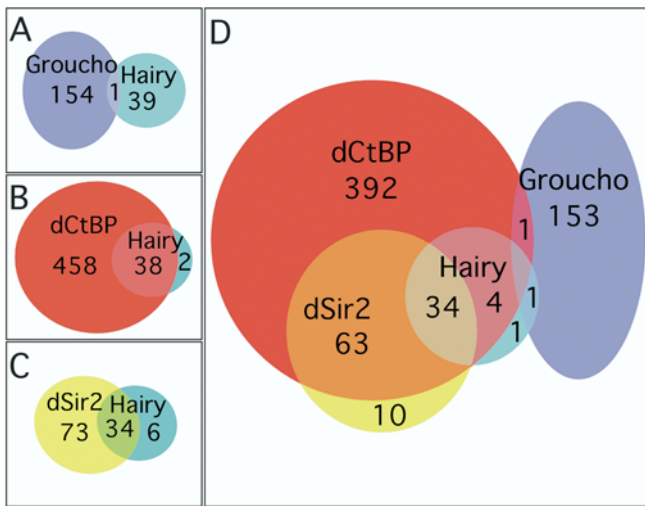 A
Groucho
Hairy
154
1
39
B
dCtBP
Hairy
458
38
2
C
dSir2
Hairy
73
34
6
D
dCtBP
392
Groucho
153
1
Hairy
34
4
1
1
dSir2
63
10